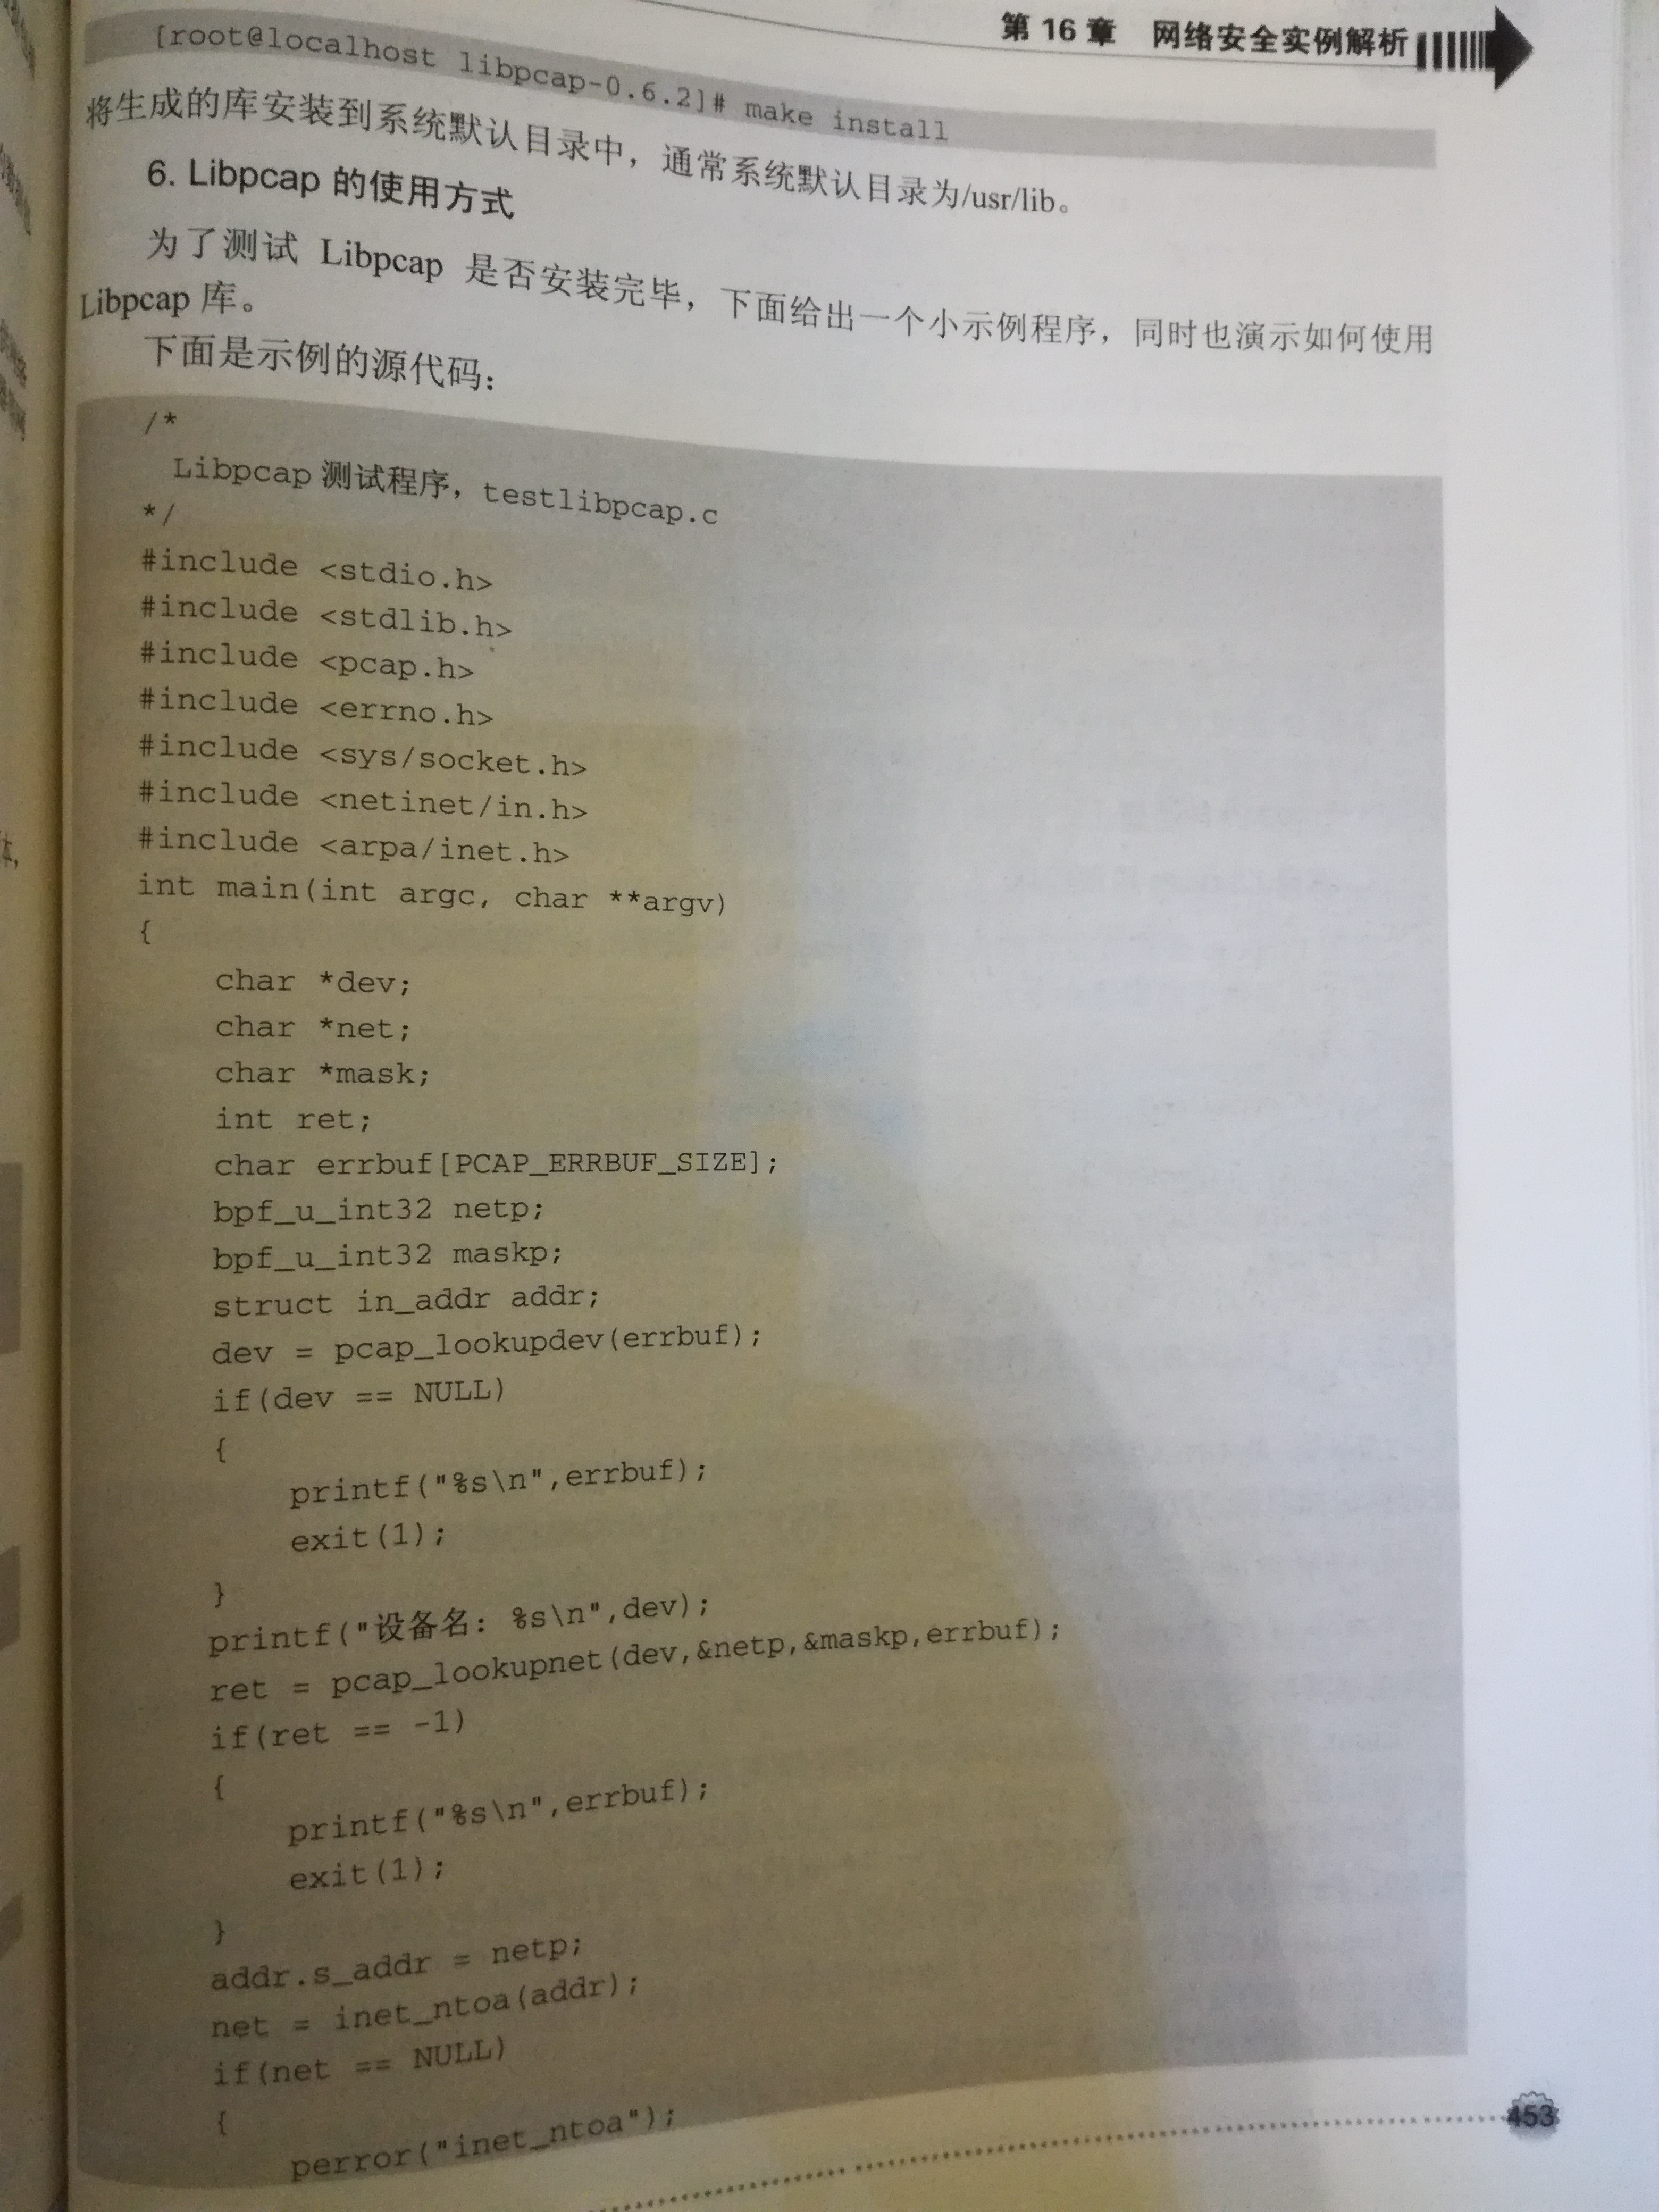 第 16 章 网络安全实例解析
[root@localhost libpcap-0.6.2]# make install
将生成的库安装到系统默认目录中，通常系统默认目录为/usr/lib。
6. Libpcap 的使用方式
为了测试 Libpcap 是否安装完毕，下面给出一个小示例程序，同时也演示如何使用
Libpcap 库。
下面是示例的源代码：
/*
Libpcap 测试程序，testlibpcap.c
*/
#include <stdio.h>
#include <stdlib.h>
#include <pcap.h>
#include <errno.h>
#include <sys/socket.h>
#include <netinet/in.h>
#include <arpa/inet.h>
int main(int argc, char **argv)
{
char *dev;
char *net;
char *mask;
int ret;
char errbuf[PCAP_ERRBUF_SIZE];
bpf_u_int32 netp;
bpf_u_int32 maskp;
struct in_addr addr;
dev = pcap_lookupdev(errbuf);
if(dev == NULL)
{
printf("%s\n",errbuf);
exit(1);
}
printf("设备名：%s\n",dev);
ret = pcap_lookupnet(dev,&netp,&maskp,errbuf);
if(ret == -1)
{
printf("%s\n",errbuf);
exit(1);
}
addr.s_addr = netp;
net = inet_ntoa(addr);
if(net == NULL)
{
perror("inet_ntoa");
453